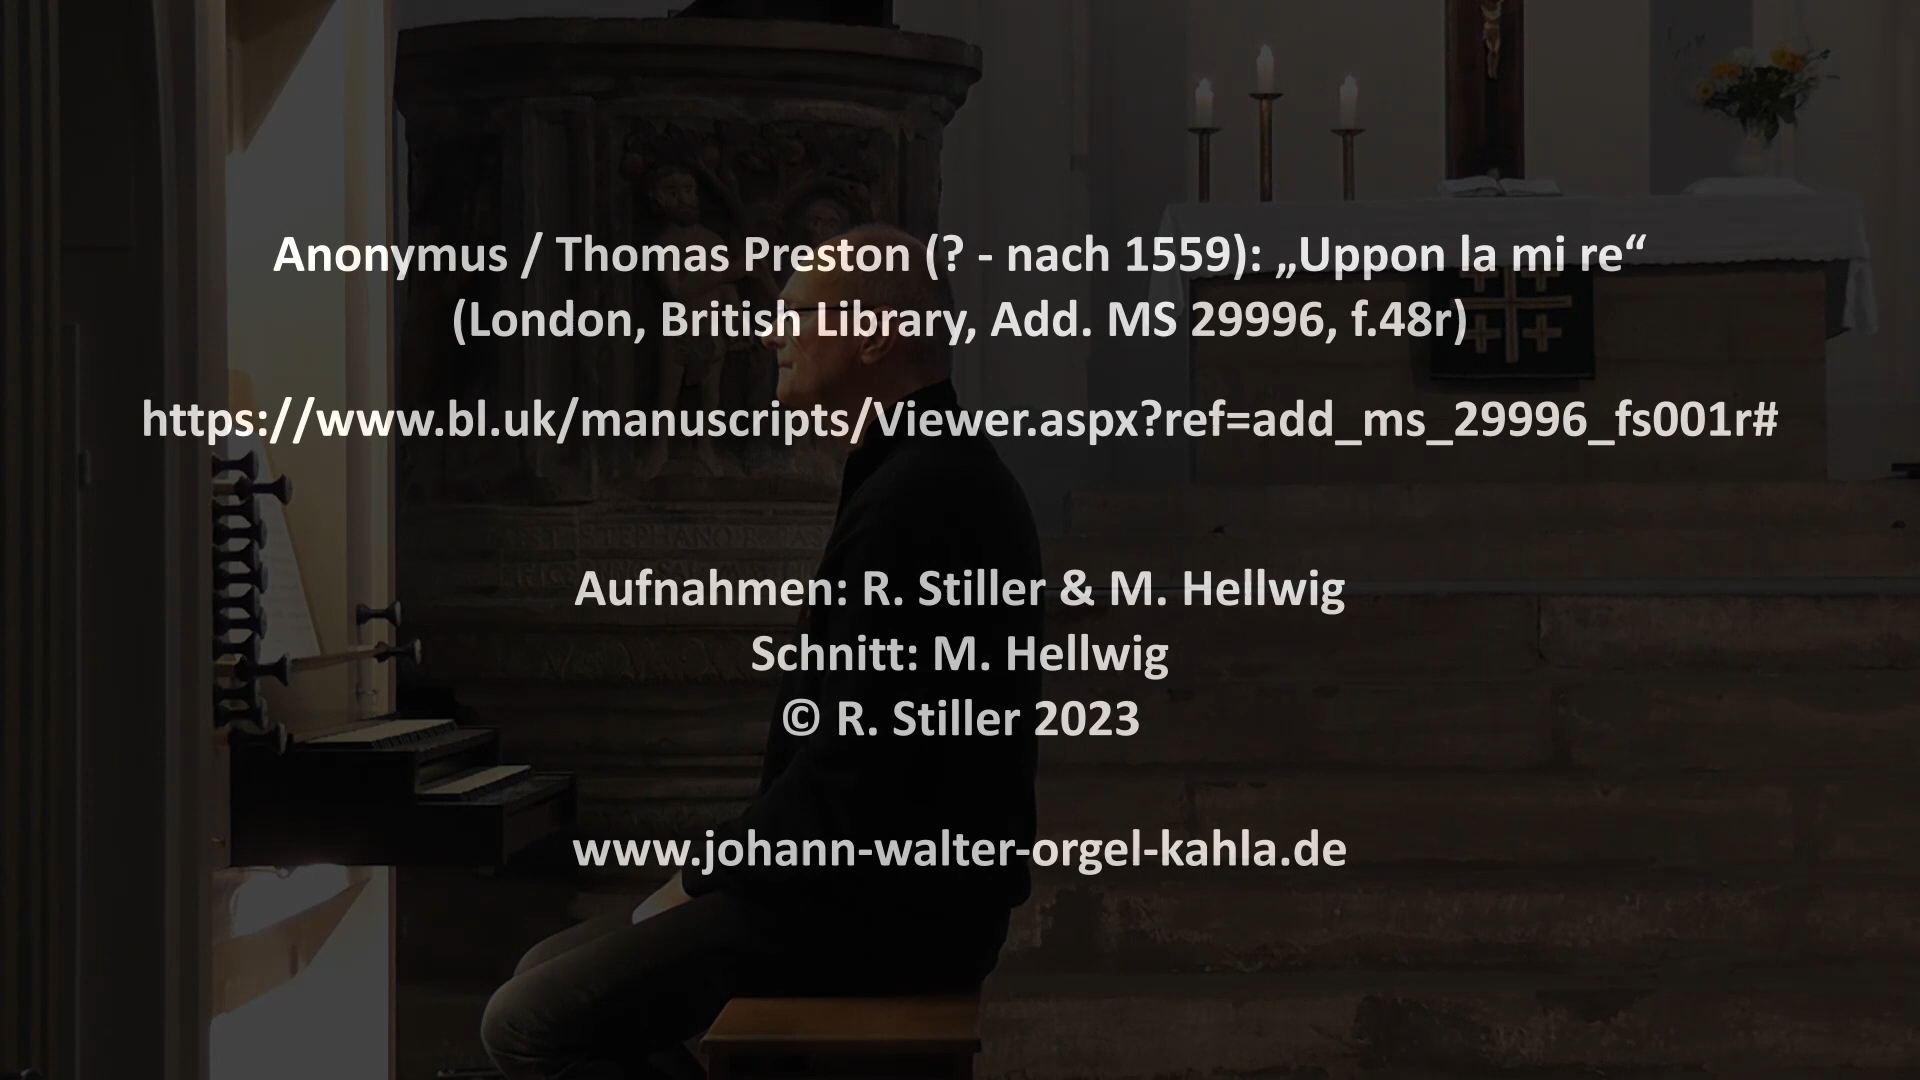 Anonymus / Thomas Preston (? - nach 1559): „Uppon la mi re“
(London, British Library, Add. MS 29996, f.48r)
https://www.bl.uk/manuscripts/Viewer.aspx?ref=add_ms_29996_fs001r#
Aufnahmen: R. Stiller & M. Hellwig
Schnitt: M. Hellwig
© R. Stiller 2023
www.johann-walter-orgel-kahla.de